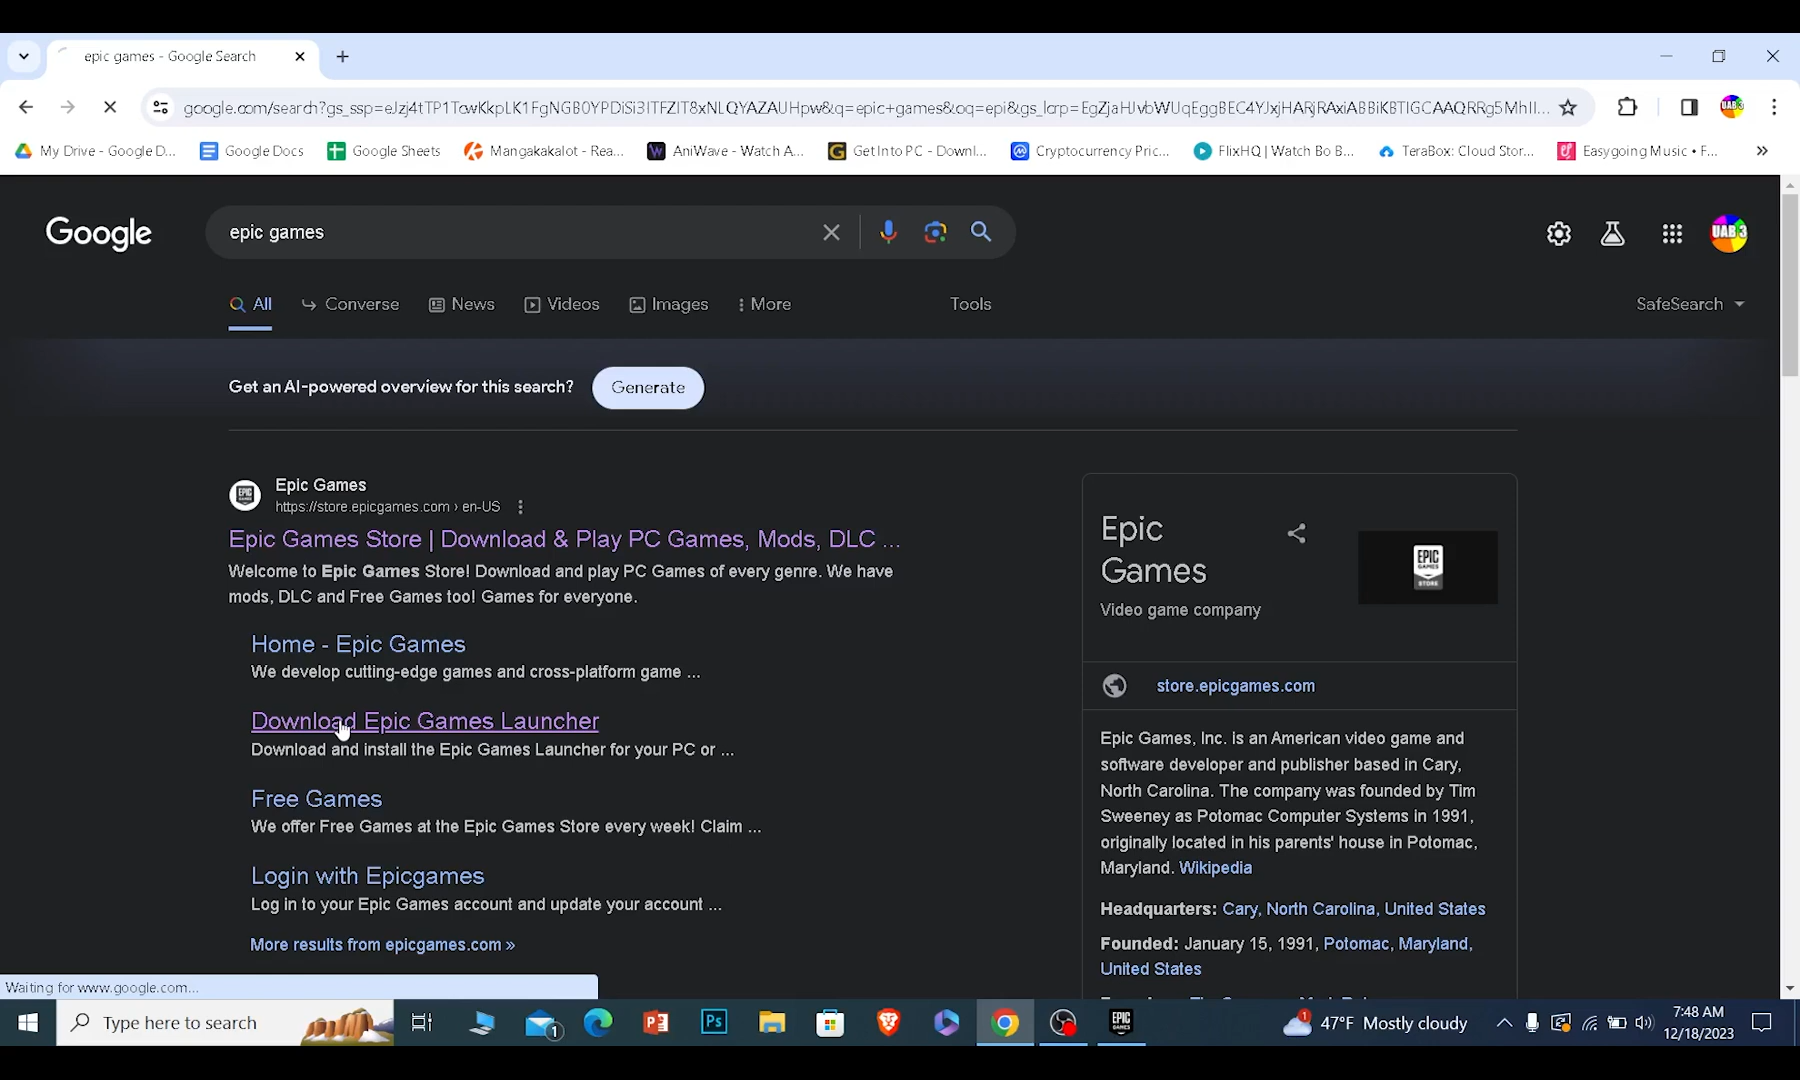 epic games - Google Search
google.com/search?gs_ssp=
My Drive - Google D...
Google Docs
Google Sheets
Mangakakalot - Rea...
AniWave - Watch A...
Get Into PC - Downl...
Cryptocurrency Pric...
FlixHQ | Watch Bo B...
TeraBox: Cloud Stor...
Easygoing Music • F...
»
Google
epic games
UAB 3
All
Converse
News
Videos
Images
More
Tools
SafeSearch
Get an AI-powered overview for this search?
Generate
Epic Games
https://store.epicgames.com › en-US
Epic Games Store | Download & Play PC Games, Mods, DLC ...
Welcome to Epic Games Store! Download and play PC Games of every genre. We have
mods, DLC and Free Games too! Games for everyone.
Home - Epic Games
We develop cutting-edge games and cross-platform game ...
Download Epic Games Launcher
Download and install the Epic Games Launcher for your PC or ...
Free Games
We offer Free Games at the Epic Games Store every week! Claim ...
Login with Epicgames
Log in to your Epic Games account and update your account ...
More results from epicgames.com »
Epic
Games
Video game company
EPIC
GAMES
STORE
store.epicgames.com
Epic Games, Inc. is an American video game and
software developer and publisher based in Cary,
North Carolina. The company was founded by Tim
Sweeney as Potomac Computer Systems in 1991,
originally located in his parents' house in Potomac,
Maryland. Wikipedia
Headquarters: Cary, North Carolina, United States
Founded: January 15, 1991, Potomac, Maryland,
United States
Waiting for www.google.com...
Type here to search
1
Ps
EPIC
GAMES
1
47°F Mostly cloudy
7:48 AM
12/18/2023